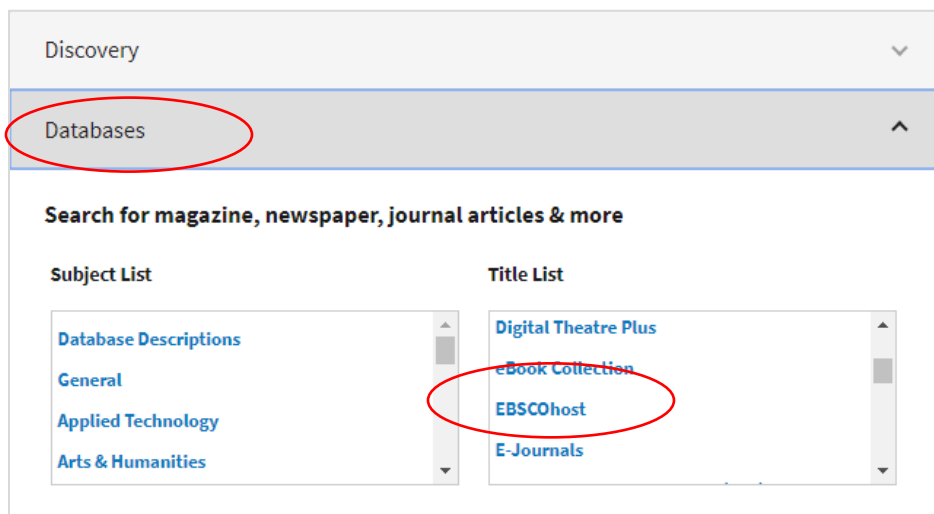 Discovery
Databases
Search for magazine, newspaper, journal articles & more
Subject List
Database Descriptions
General
Applied Technology
Arts & Humanities
Title List
Digital Theatre Plus
eBook Collection
EBSCOhost
E-Journals